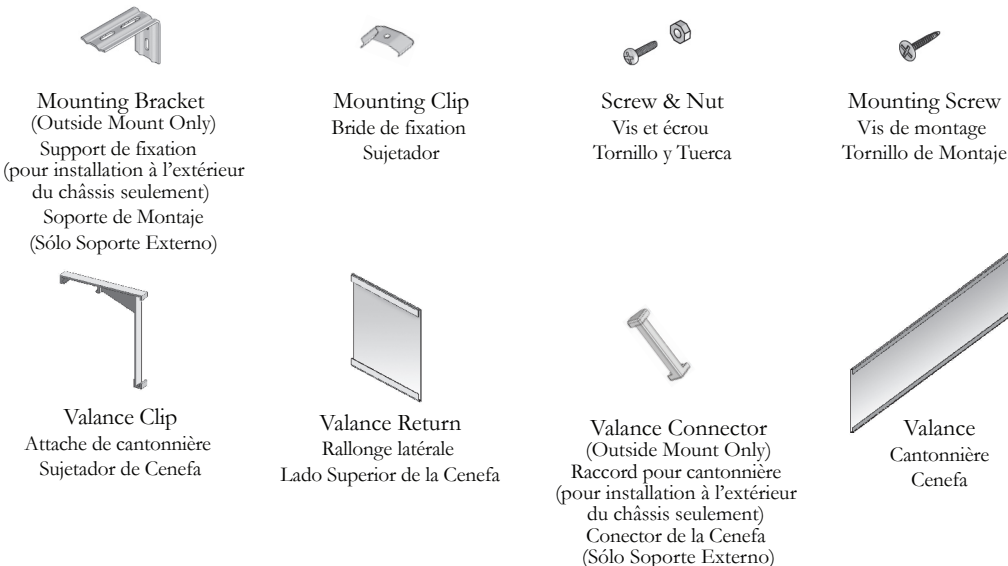 Mounting Bracket
(Outside Mount Only)
Support de fixation
(pour installation à l’extérieur
du châssis seulement)
Soporte de Montaje
(Sólo Soporte Externo)
Mounting Clip
Bride de fixation
Sujetador
Screw & Nut
Vis et écrou
Tornillo y Tuerca
Mounting Screw
Vis de montage
Tornillo de Montaje
Valance Clip
Attache de cantonnière
Sujetador de Cenefa
Valance Return
Rallonge latérale
Lado Superior de la Cenefa
Valance Connector
(Outside Mount Only)
Raccord pour cantonnière
(pour installation à l’extérieur
du châssis seulement)
Conector de la Cenefa
(Sólo Soporte Externo)
Valance
Cantonnière
Cenefa